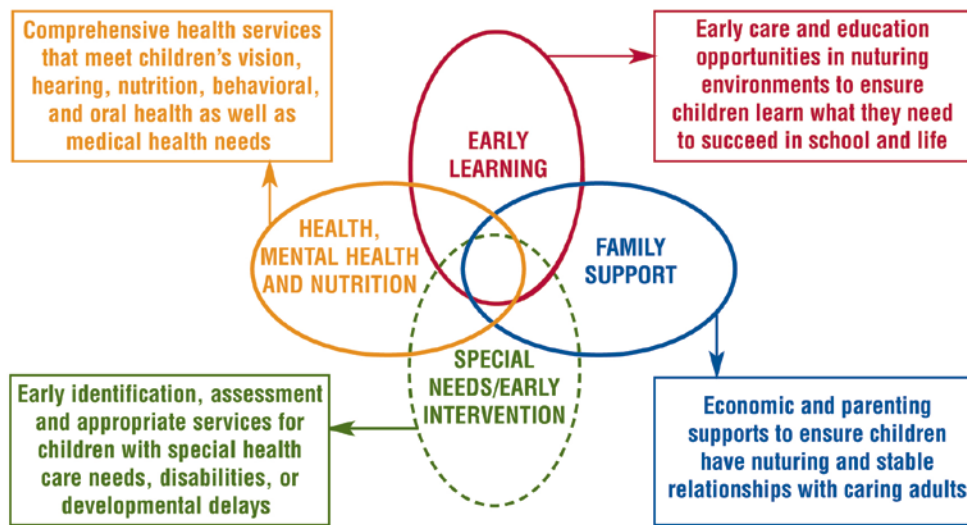 Comprehensive health services
that meet children's vision,
hearing, nutrition, behavioral,
and oral health as well as
medical health needs
Early care and education
opportunities in nuturing
environments to ensure
children learn what they need
to succeed in school and life
EARLY
LEARNING
HEALTH,
MENTAL HEALTH
AND NUTRITION
FAMILY
SUPPORT
SPECIAL
NEEDS/EARLY
INTERVENTION
Early identification, assessment
and appropriate services for
children with special health
care needs, disabilities, or
developmental delays
Economic and parenting
supports to ensure children
have nuturing and stable
relationships with caring adults